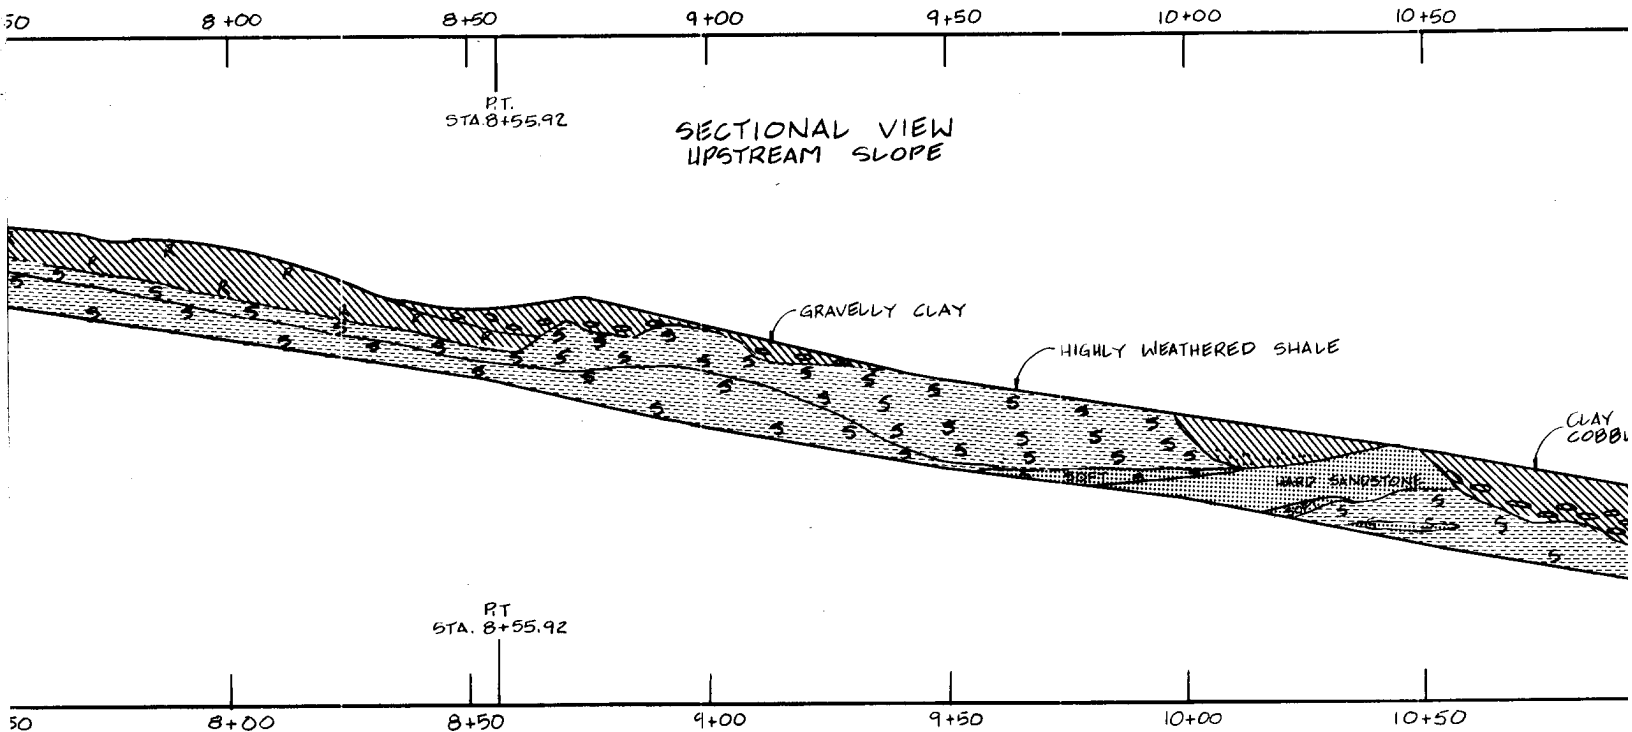 50 8+00 8+50 9+00 9+50 10+00 10+50
P.T.
STA. 8+55.92
SECTIONAL VIEW
UPSTREAM SLOPE
GRAVELLY CLAY
HIGHLY WEATHERED SHALE
CLAY
SOFT
HARD SANDSTONE
SOFT
P.T
STA. 8+55.92
50 8+00 8+50 9+00 9+50 10+00 10+50